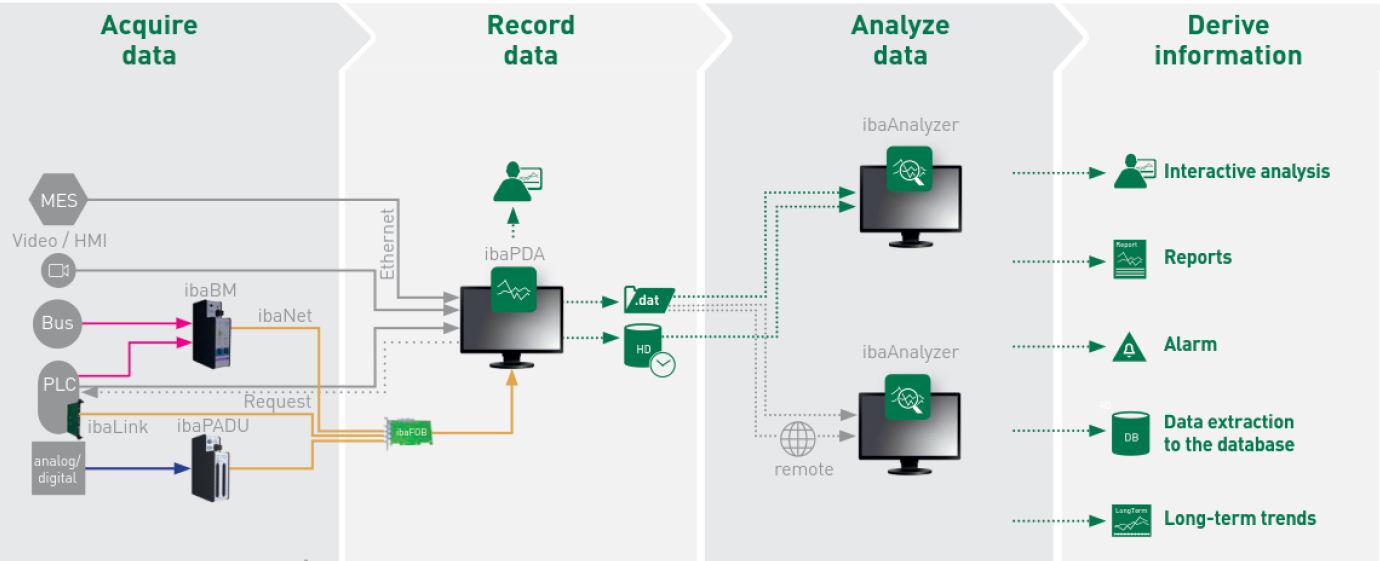 Acquire
data
Record
data
Analyze
data
Derive
information
MES
Video / HMI
Bus
PLC
analog/
digital
ibaBM
ibaNet
ibaLink
ibaPADU
Request
Ethernet
ibaFOB
ibaPDA
.dat
HD
ibaAnalyzer
ibaAnalyzer
remote
Interactive analysis
Report
Reports
Alarm
DB
Data extraction
to the database
LongTerm
Long-term trends